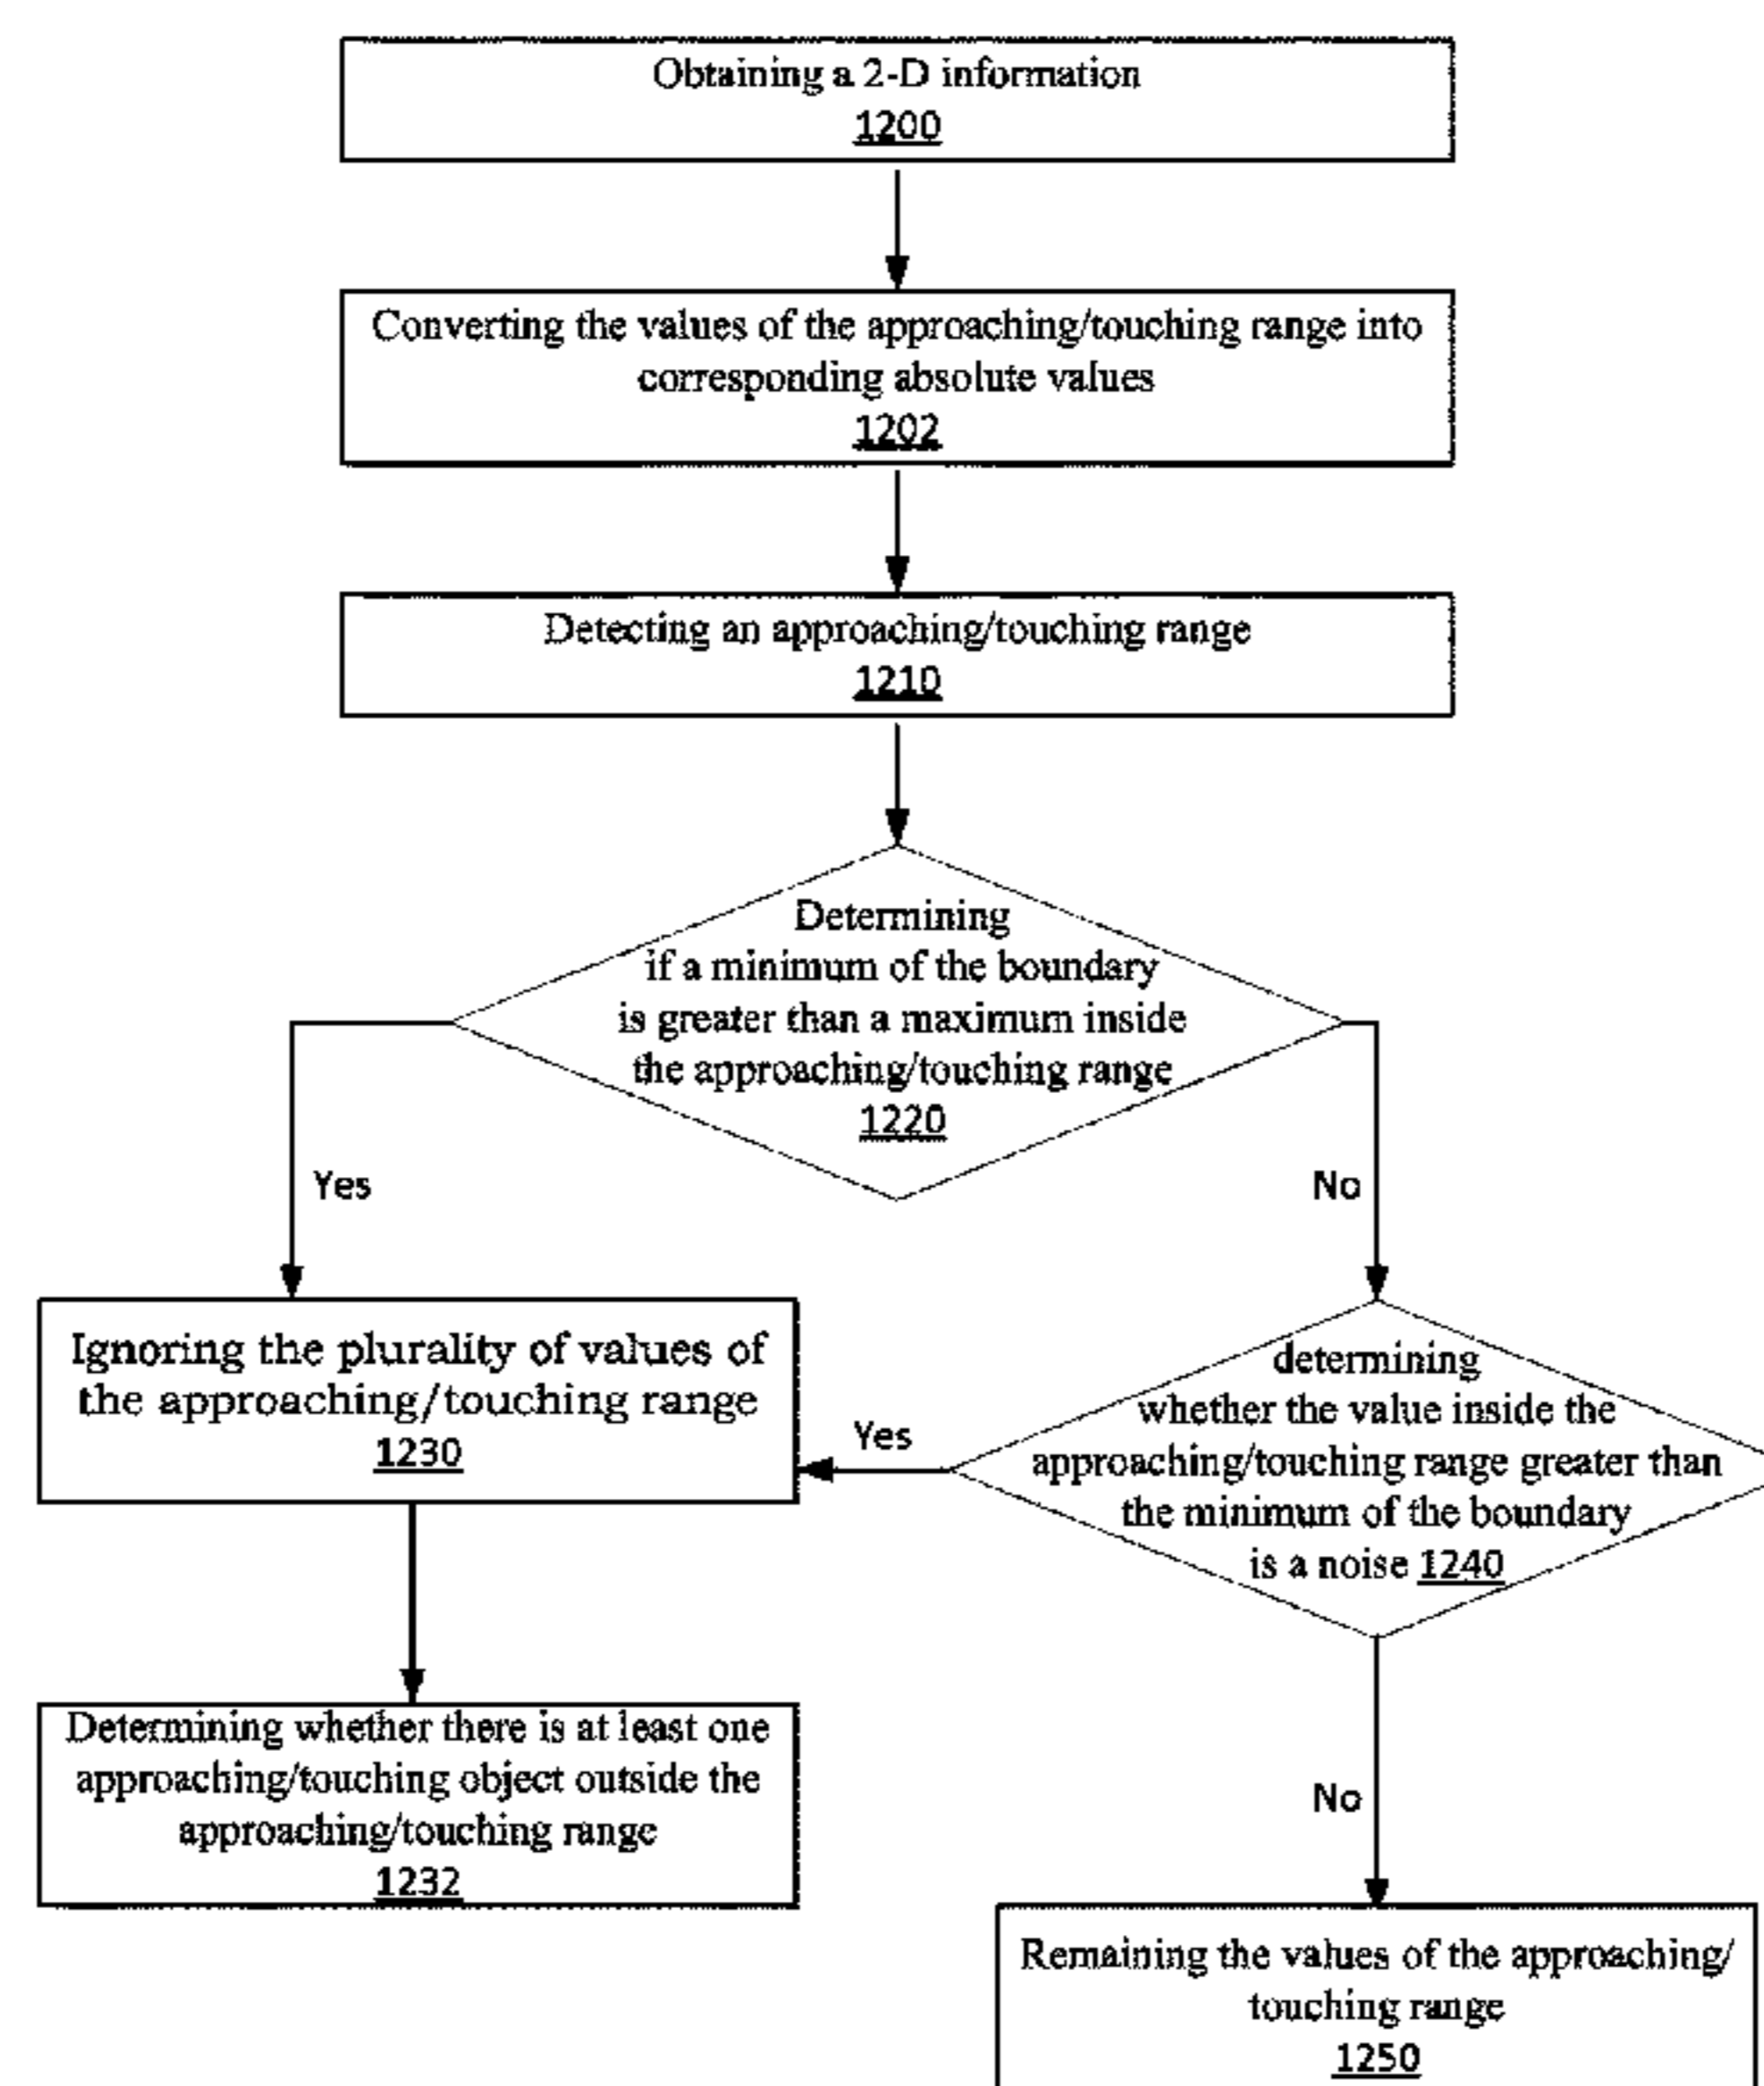 Obtaining a 2-D information
1200
Converting the values of the approaching/touching range into
corresponding absolute values
1202
Detecting an approaching/touching range
1210
Determining
if a minimum of the boundary
is greater than a maximum inside
the approaching/touching range
1220
Yes
No
Ignoring the plurality of values of
the approaching/touching range
1230
Yes
determining
whether the value inside the
approaching/touching range greater than
the minimum of the boundary
is a noise 1240
Determining whether there is at least one
approaching/touching object outside the
approaching/touching range
1232
No
Remaining the values of the approaching/
touching range
1250